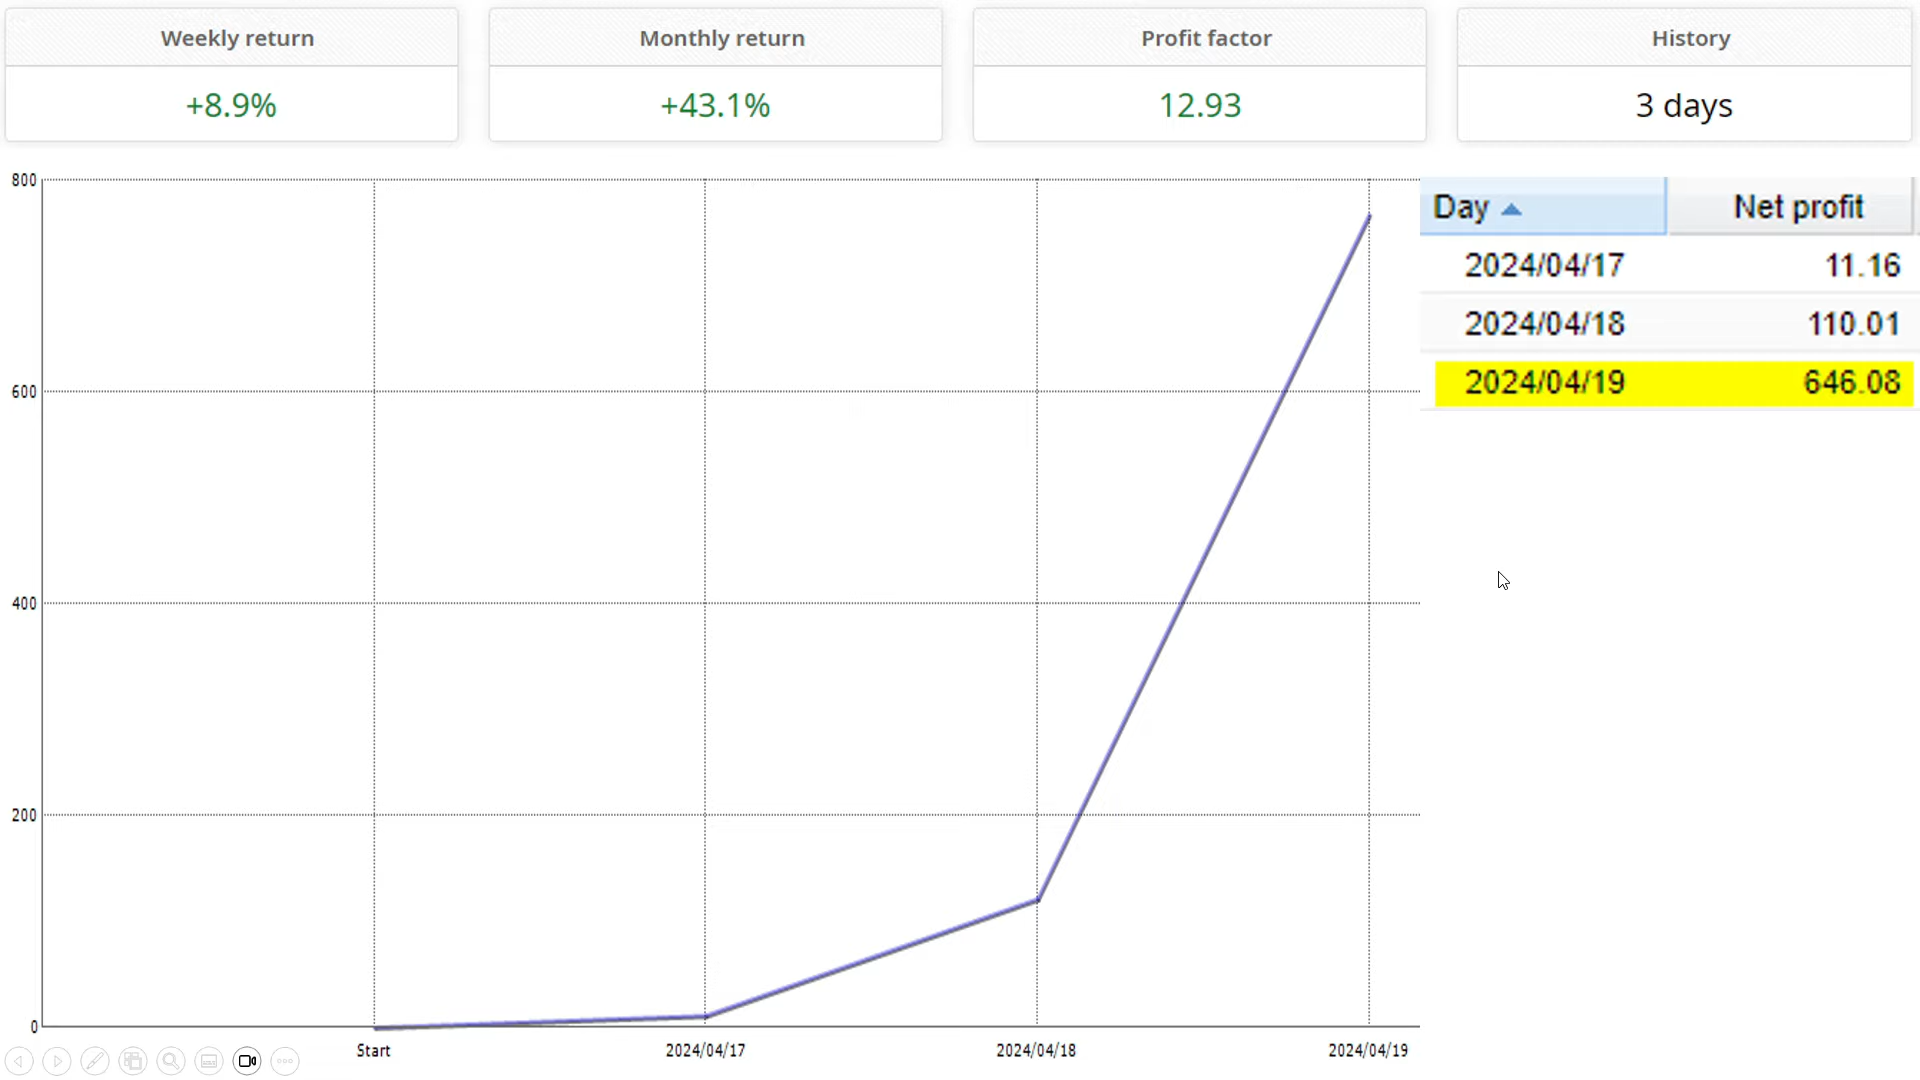 Weekly return
Monthly return
Profit factor
History
+8.9%
+43.1%
12.93
3 days
800
600
400
200
0
Start
2024/04/17
2024/04/18
2024/04/19
Day
Net profit
2024/04/17 11.16
2024/04/18 110.01
2024/04/19 646.08